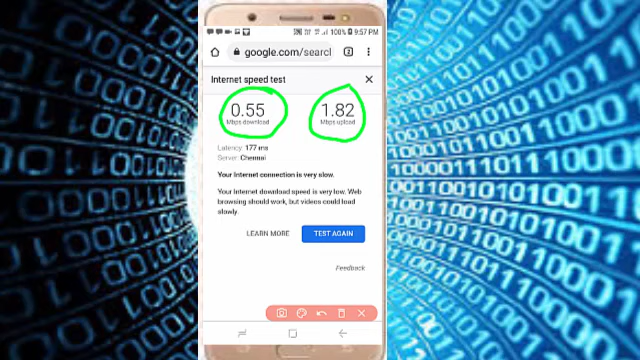 100% 9:57 PM
google.com/searcl
2
Internet speed test
0.55
Mbps download
1.82
Mbps upload
Latency: 177 ms
Server: Chennai
Your Internet connection is very slow.
Your Internet download speed is very low. Web
browsing should work, but videos could load
slowly.
LEARN MORE
TEST AGAIN
Feedback